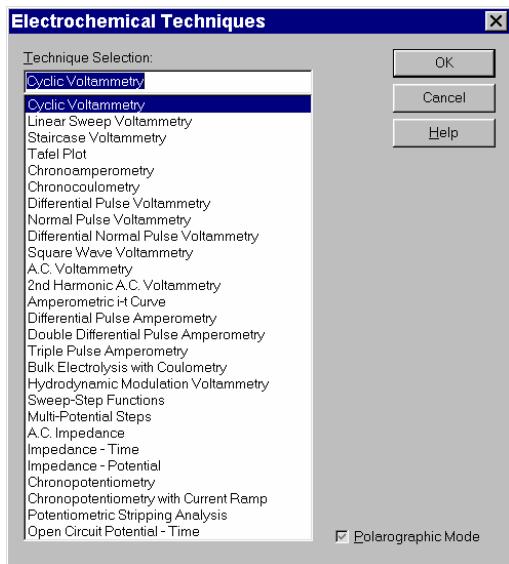 Electrochemical Techniques
Technique Selection:
Cyclic Voltammetry
Cyclic Voltammetry
Linear Sweep Voltammetry
Staircase Voltammetry
Tafel Plot
Chronoamperometry
Chronocoulometry
Differential Pulse Voltammetry
Normal Pulse Voltammetry
Differential Normal Pulse Voltammetry
Square Wave Voltammetry
A.C. Voltammetry
2nd Harmonic A.C. Voltammetry
Amperometric i-t Curve
Differential Pulse Amperometry
Double Differential Pulse Amperometry
Triple Pulse Amperometry
Bulk Electrolysis with Coulometry
Hydrodynamic Modulation Voltammetry
Sweep-Step Functions
Multi-Potential Steps
A.C. Impedance
Impedance - Time
Impedance - Potential
Chronopotentiometry
Chronopotentiometry with Current Ramp
Potentiometric Stripping Analysis
Open Circuit Potential - Time
OK
Cancel
Help
Polarographic Mode